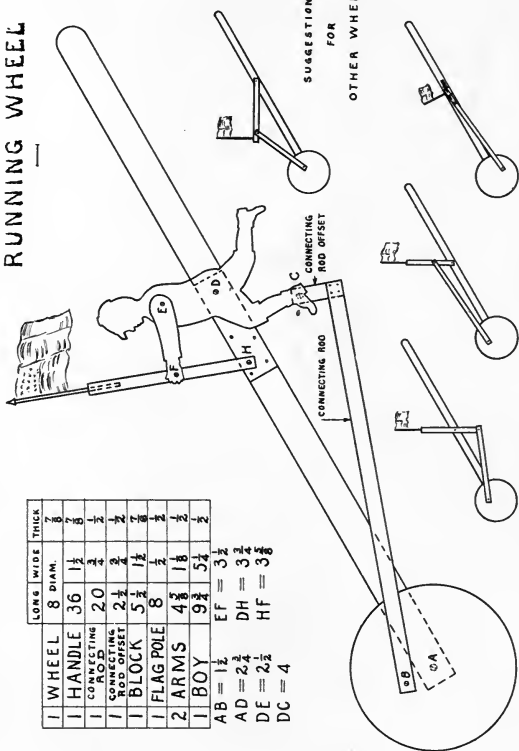 RUNNING WHEEL
SUGGESTION
FOR
OTHER WHEE
LONG WIDE THICK
1 WHEEL 8 DIAM. 7/8
1 HANDLE 36 1 1/2 7/8
1 CONNECTING ROD 20 3/4 1/2
1 CONNECTING ROD OFFSET 2 1/2 3/4 1/2
1 BLOCK 5 1/2 1 1/2 7/8
1 FLAG POLE 8 1/2 1/2
2 ARMS 4 5/8 1 1/8 1/2
1 BOY 9 3/4 5 1/4 1/2
AB = 1 1/2 EF = 3 1/2
AD = 2 3/4 DH = 3 3/4
DE = 2 1/2 HF = 3 5/8
DC = 4
E
F
D
H
C
CONNECTING
ROD OFFSET
CONNECTING ROD
B
A